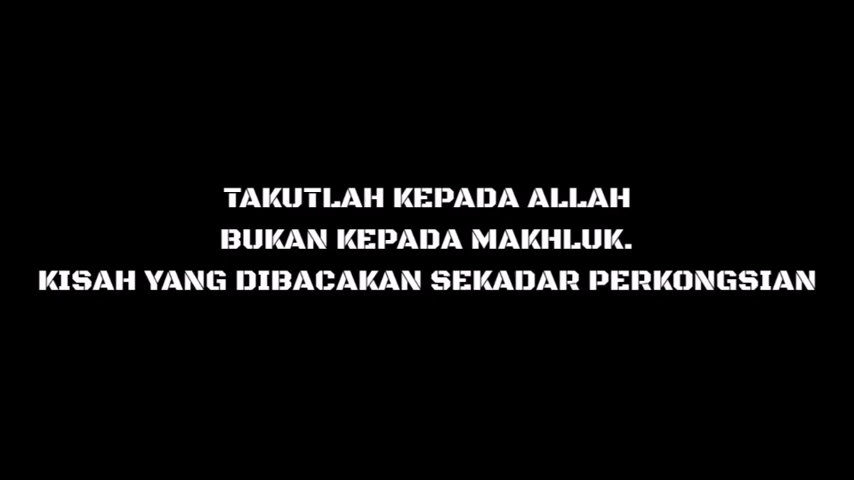 TAKUTLAH KEPADA ALLAH
BUKAN KEPADA MAKHLUK.
KISAH YANG DIBACAKAN SEKADAR PERKONGSIAN